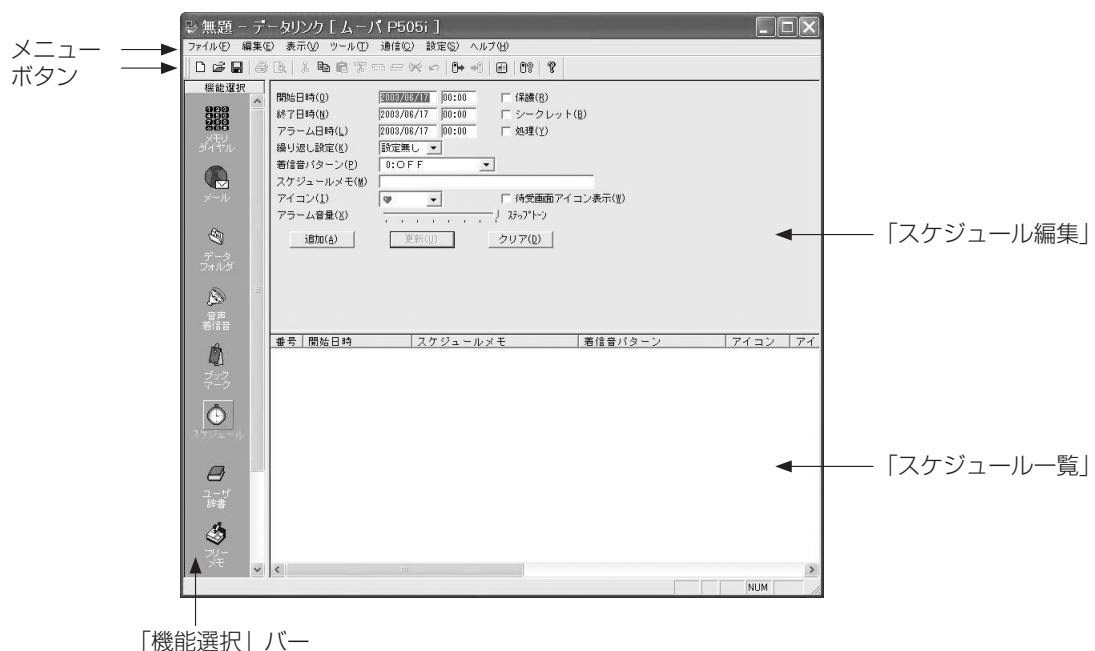 無題 - データリンク [ ムーバ P505i ]
メニュー
ファイル(F) 編集(E) 表示(V) ツール(T) 通信(C) 設定(S) ヘルプ(H)
ボタン
機能選択
メモリ
ダイヤル
メール
データ
フォルダ
音声
着信音
ブック
マーク
スケジュール
ユーザ
辞書
フリー
メモ
開始日時(O) 2003/06/17 00:00 保護(R)
終了日時(N) 2003/06/17 00:00 シークレット(B)
アラーム日時(L) 2003/06/17 00:00 処理(Y)
繰り返し設定(K) 設定無し
着信音パターン(P) 0:OFF
スケジュールメモ(M)
アイコン(I) 待受画面アイコン表示(W)
アラーム音量(X) ステップトーン
追加(A) 更新(U) クリア(D)
「スケジュール編集」
番号 開始日時 スケジュールメモ 着信音パターン アイコン アイ
「スケジュール一覧」
NUM
「機能選択」バー